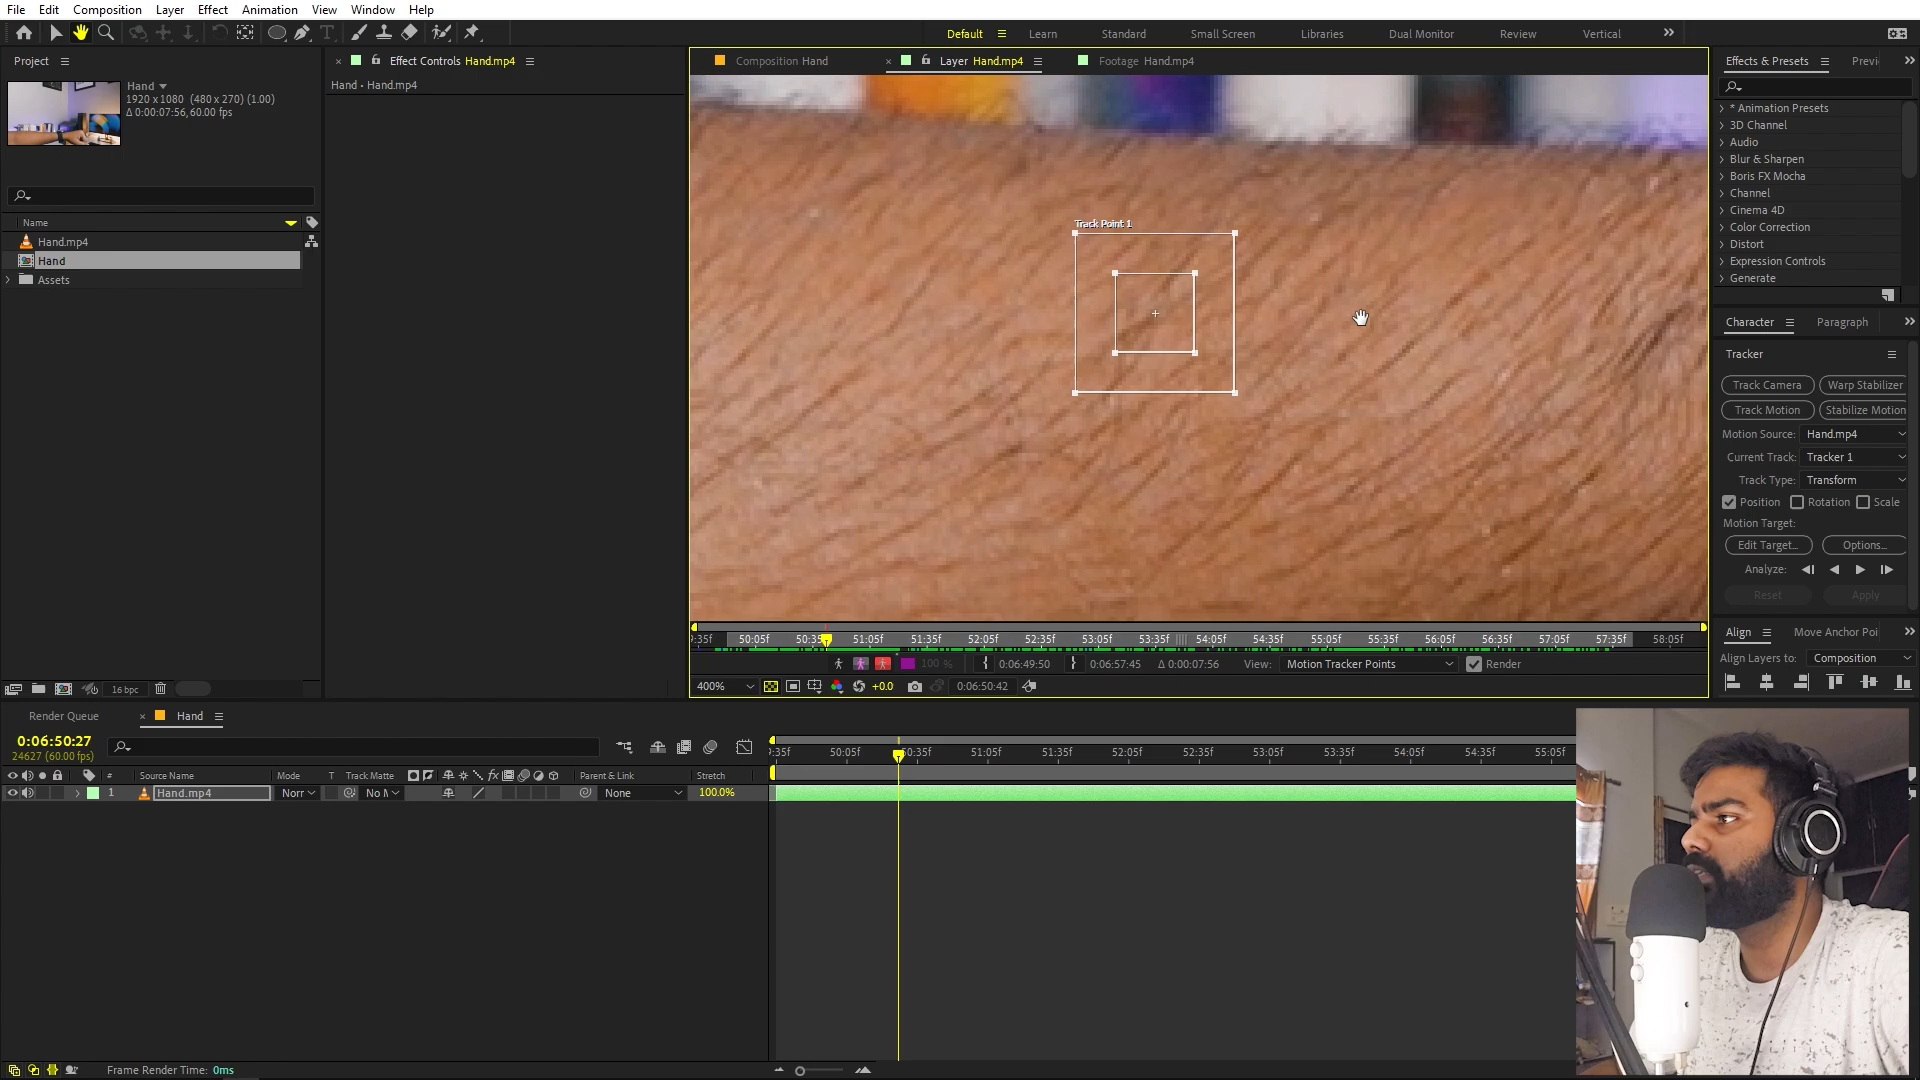 File Edit Composition Layer Effect Animation View Window Help
Default Learn Standard Small Screen Libraries Dual Monitor Review Vertical
Project
Hand
1920 x 1080 (480 x 270) (1.00)
Δ 0:00:07:56, 60.00 fps
Name
Hand.mp4
Hand
Assets
16 bpc
Effect Controls Hand.mp4
Hand • Hand.mp4
Composition Hand
Layer Hand.mp4
Footage Hand.mp4
Track Point 1
50:05f 51:05f 51:35f 52:05f 52:35f 53:05f 53:35f 54:05f 54:35f 55:05f 55:35f 56:05f 56:35f 57:05f 57:35f 58:05f
100 % 0:06:49:50 0:06:57:45 Δ 0:00:07:56 View: Motion Tracker Points Render
400% +0.0 0:06:50:42
Effects & Presets
* Animation Presets
3D Channel
Audio
Blur & Sharpen
Boris FX Mocha
Channel
Cinema 4D
Color Correction
Distort
Expression Controls
Generate
Character Paragraph
Tracker
Track Camera Warp Stabilizer
Track Motion Stabilize Motion
Motion Source: Hand.mp4
Current Track: Tracker 1
Track Type: Transform
Position Rotation Scale
Motion Target:
Edit Target... Options...
Analyze:
Reset Apply
Align Move Anchor Poi
Align Layers to: Composition
Render Queue Hand
0:06:50:27
24627 (60.00 fps)
# Source Name Mode T Track Matte Parent & Link Stretch
1 Hand.mp4 Norr No M None 100.0%
50:05f 51:05f 51:35f 52:05f 52:35f 53:05f 53:35f 54:05f 54:35f 55:05f
Frame Render Time: 0ms